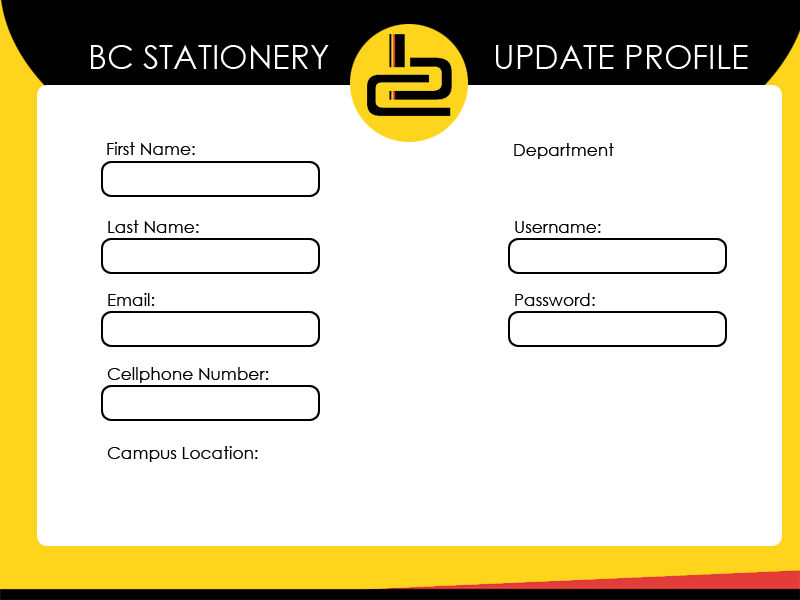 BC STATIONERY
UPDATE PROFILE
First Name:
Last Name:
Email:
Cellphone Number:
Campus Location:
Department
Username:
Password: